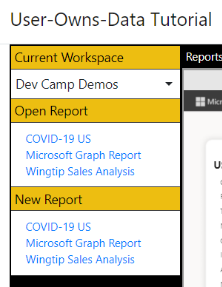 User-Owns-Data Tutorial
Current Workspace
Reports
Dev Camp Demos
Open Report
COVID-19 US
Microsoft Graph Report
Wingtip Sales Analysis
New Report
COVID-19 US
Microsoft Graph Report
Wingtip Sales Analysis